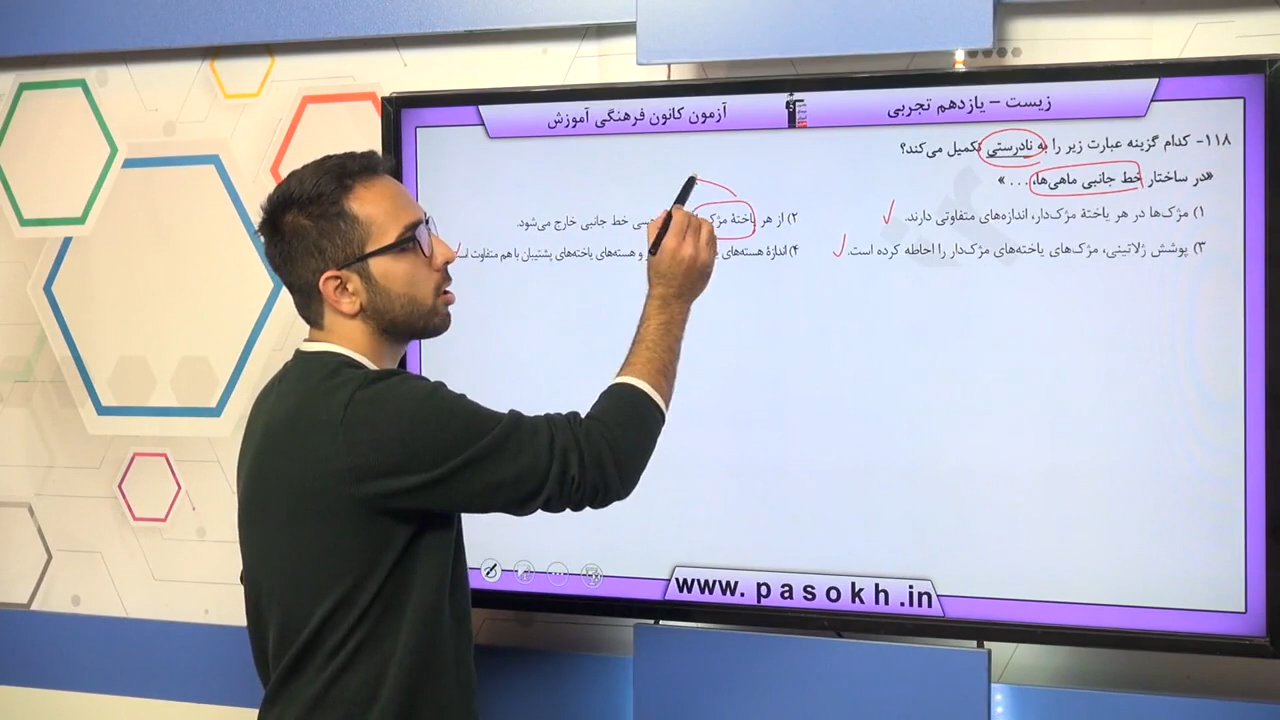 زیست – یازدهم تجربی
آزمون کانون فرهنگی آموزش
۱۱۸- کدام گزینه عبارت زیر را به نادرستی تکمیل می‌کند؟
«در ساختار خط جانبی ماهی‌ها، ... »
۱) مژک‌ها در هر یاختهٔ مژک‌دار، اندازه‌های متفاوتی دارند.
۲) از هر یاختهٔ مژک خط جانبی خارج می‌شود.
۳) پوشش ژلاتینی، مژک‌های یاخته‌های مژک‌دار را احاطه کرده است.
۴) اندازهٔ هسته‌های و هسته‌های یاخته‌های پشتیبان با هم متفاوت است.
www. p a s o k h .in